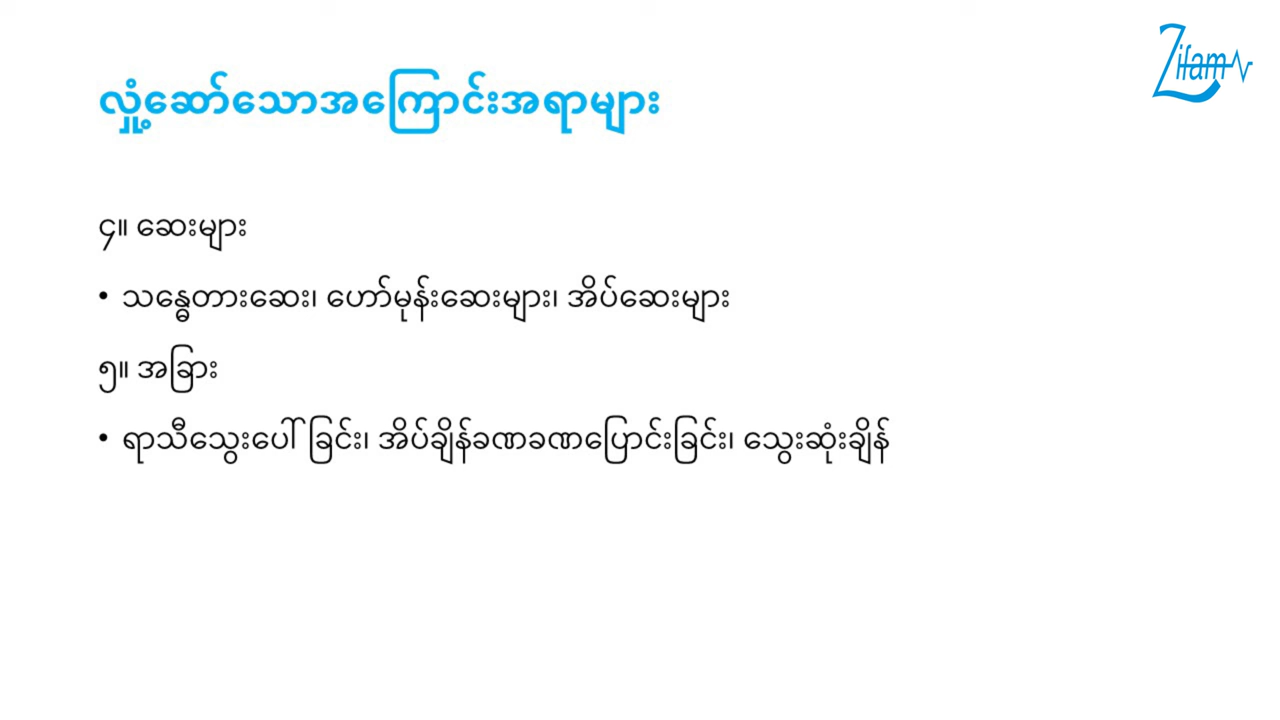 Zifam
လှုံ့ဆော်သောအကြောင်းအရာများ
၄။ ဆေးများ
• သန္ဓေတားဆေး၊ ဟော်မုန်းဆေးများ၊ အိပ်ဆေးများ
၅။ အခြား
• ရာသီသွေးပေါ်ခြင်း၊ အိပ်ချိန်ခဏခဏပြောင်းခြင်း၊ သွေးဆုံးချိန်